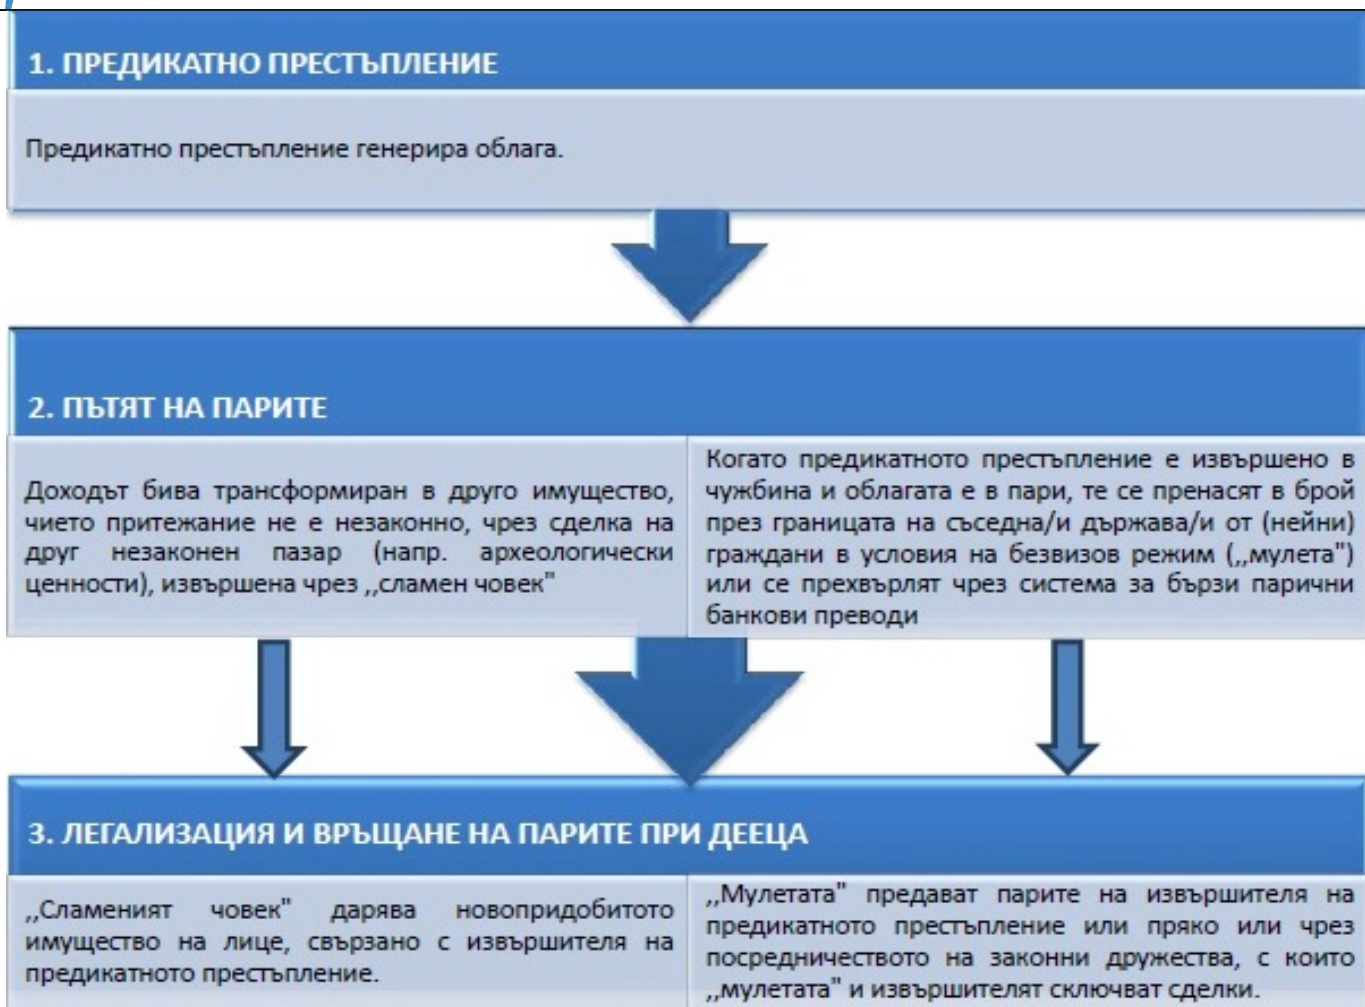 1. ПРЕДИКАТНО ПРЕСТЪПЛЕНИЕ
Предикатно престъпление генерира облага.
2. ПЪТЯТ НА ПАРИТЕ
Доходът бива трансформиран в друго имущество,
чието притежание не е незаконно, чрез сделка на
друг незаконен пазар (напр. археологически
ценности), извършена чрез ,,сламен човек"
Когато предикатното престъпление е извършено в
чужбина и облагата е в пари, те се пренасят в брой
през границата на съседна/и държава/и от (нейни)
граждани в условия на безвизов режим (,,мулета")
или се прехвърлят чрез система за бързи парични
банкови преводи
3. ЛЕГАЛИЗАЦИЯ И ВРЪЩАНЕ НА ПАРИТЕ ПРИ ДЕЕЦА
,,Сламеният човек" дарява новопридобитото
имущество на лице, свързано с извършителя на
предикатното престъпление.
,,Мулетата" предават парите на извършителя на
предикатното престъпление или пряко или чрез
посредничеството на законни дружества, с които
,,мулетата" и извършителят сключват сделки.